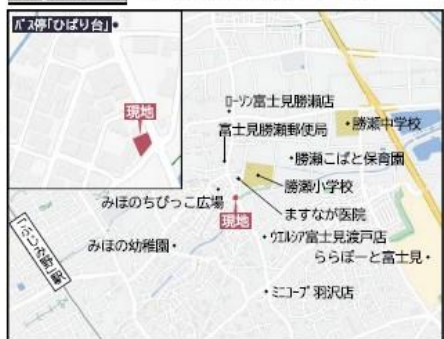 バス停「ひばり台」
現地
ローソン富士見勝瀬店
富士見勝瀬郵便局
勝瀬中学校
勝瀬こばと保育園
勝瀬小学校
みほのちびっこ広場
ますなが医院
現地
みほの幼稚園
ウエルシア富士見渡戸店
ららぽーと富士見
ミニコープ羽沢店